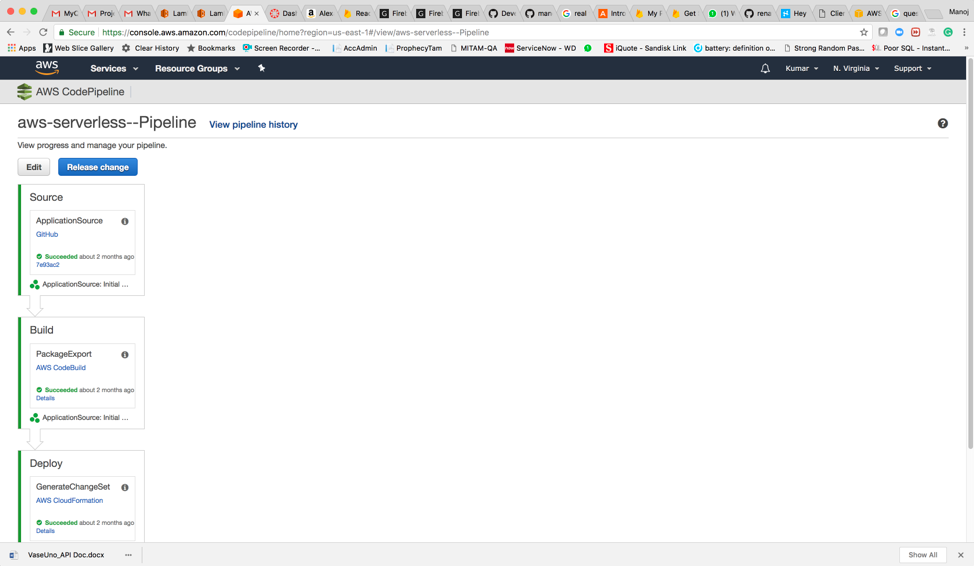 MyC
Proj
Wha
Lam
Lam
A
Das
Alex
Rea
FireS
FireS
FireS
Deve
man
real
Intro
My i
Get
(1) V
rena
Hey
Clie
AWS
ques
Manoj
Secure https://console.aws.amazon.com/codepipeline/home?region=us-east-1#/view/aws-serverless--Pipeline
Apps Web Slice Gallery Clear History Bookmarks Screen Recorder -... AccAdmin ProphecyTam MITAM-QA ServiceNow - WD iQuote - Sandisk Link battery: definition o... Strong Random Pas... Poor SQL - Instant... »
aws Services Resource Groups Kumar N. Virginia Support
AWS CodePipeline
aws-serverless--Pipeline View pipeline history
View progress and manage your pipeline.
Edit Release change
Source
ApplicationSource
GitHub
Succeeded about 2 months ago
7e93ac2
ApplicationSource: Initial ...
Build
PackageExport
AWS CodeBuild
Succeeded about 2 months ago
Details
ApplicationSource: Initial ...
Deploy
GenerateChangeSet
AWS CloudFormation
Succeeded about 2 months ago
Details
VaseUno_API Doc.docx Show All